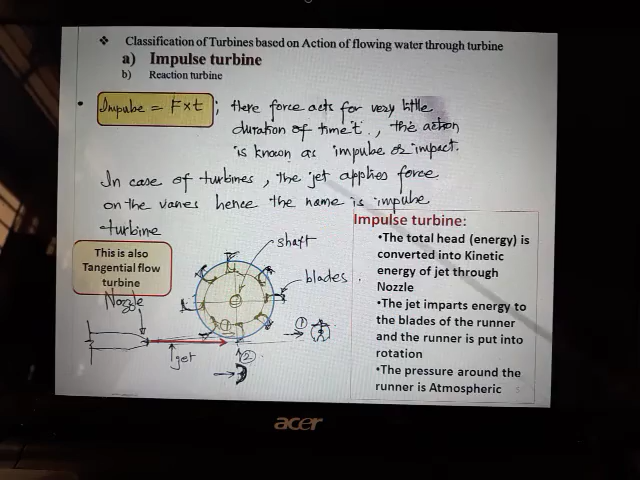 ❖ Classification of Turbines based on Action of flowing water through turbine
a) Impulse turbine
b) Reaction turbine
• Impulse = F×t ; there force acts for very little
duration of time 't', the action
is known as impulse or impact.
In case of turbines, the jet applies force
on the vanes hence the name is impulse
turbine
This is also
Tangential flow
turbine
Nozzle
shaft
blades
jet
①
①
②
Impulse turbine:
•The total head (energy) is
converted into Kinetic
energy of jet through
Nozzle
•The jet imparts energy to
the blades of the runner
and the runner is put into
rotation
•The pressure around the
runner is Atmospheric
acer